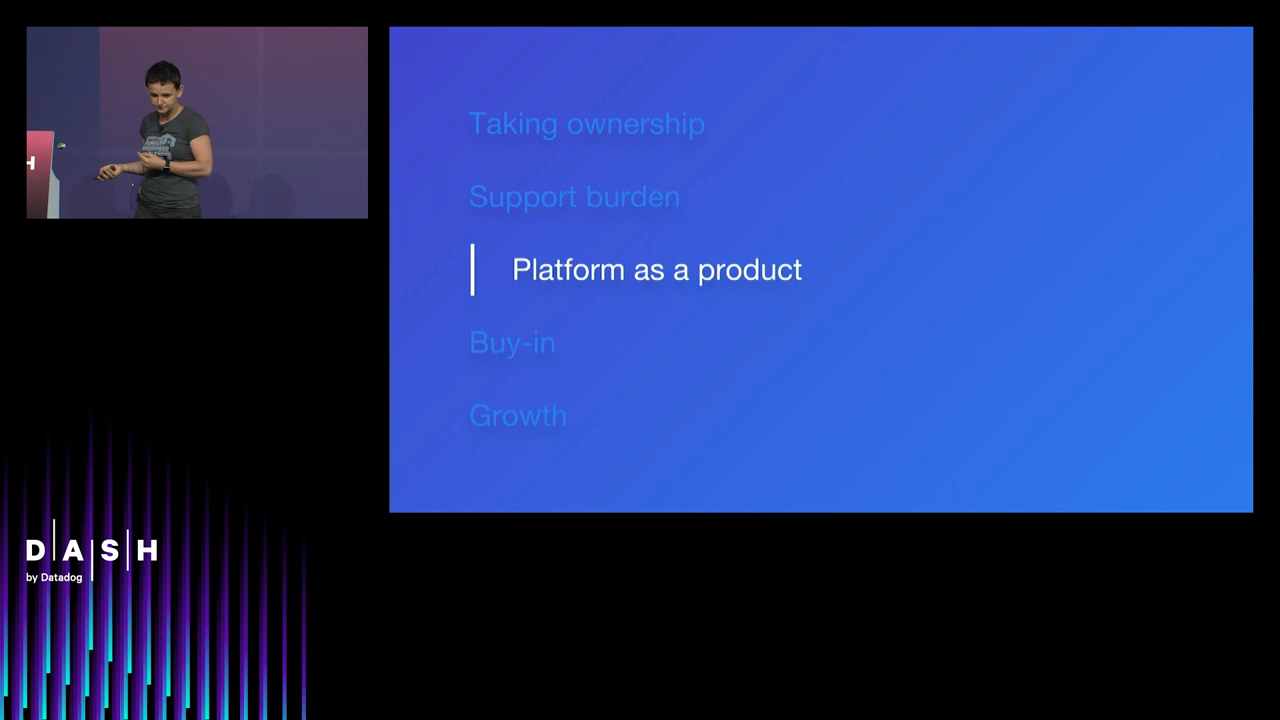 H
Taking ownership
Support burden
Platform as a product
Buy-in
Growth
DASH
by Datadog